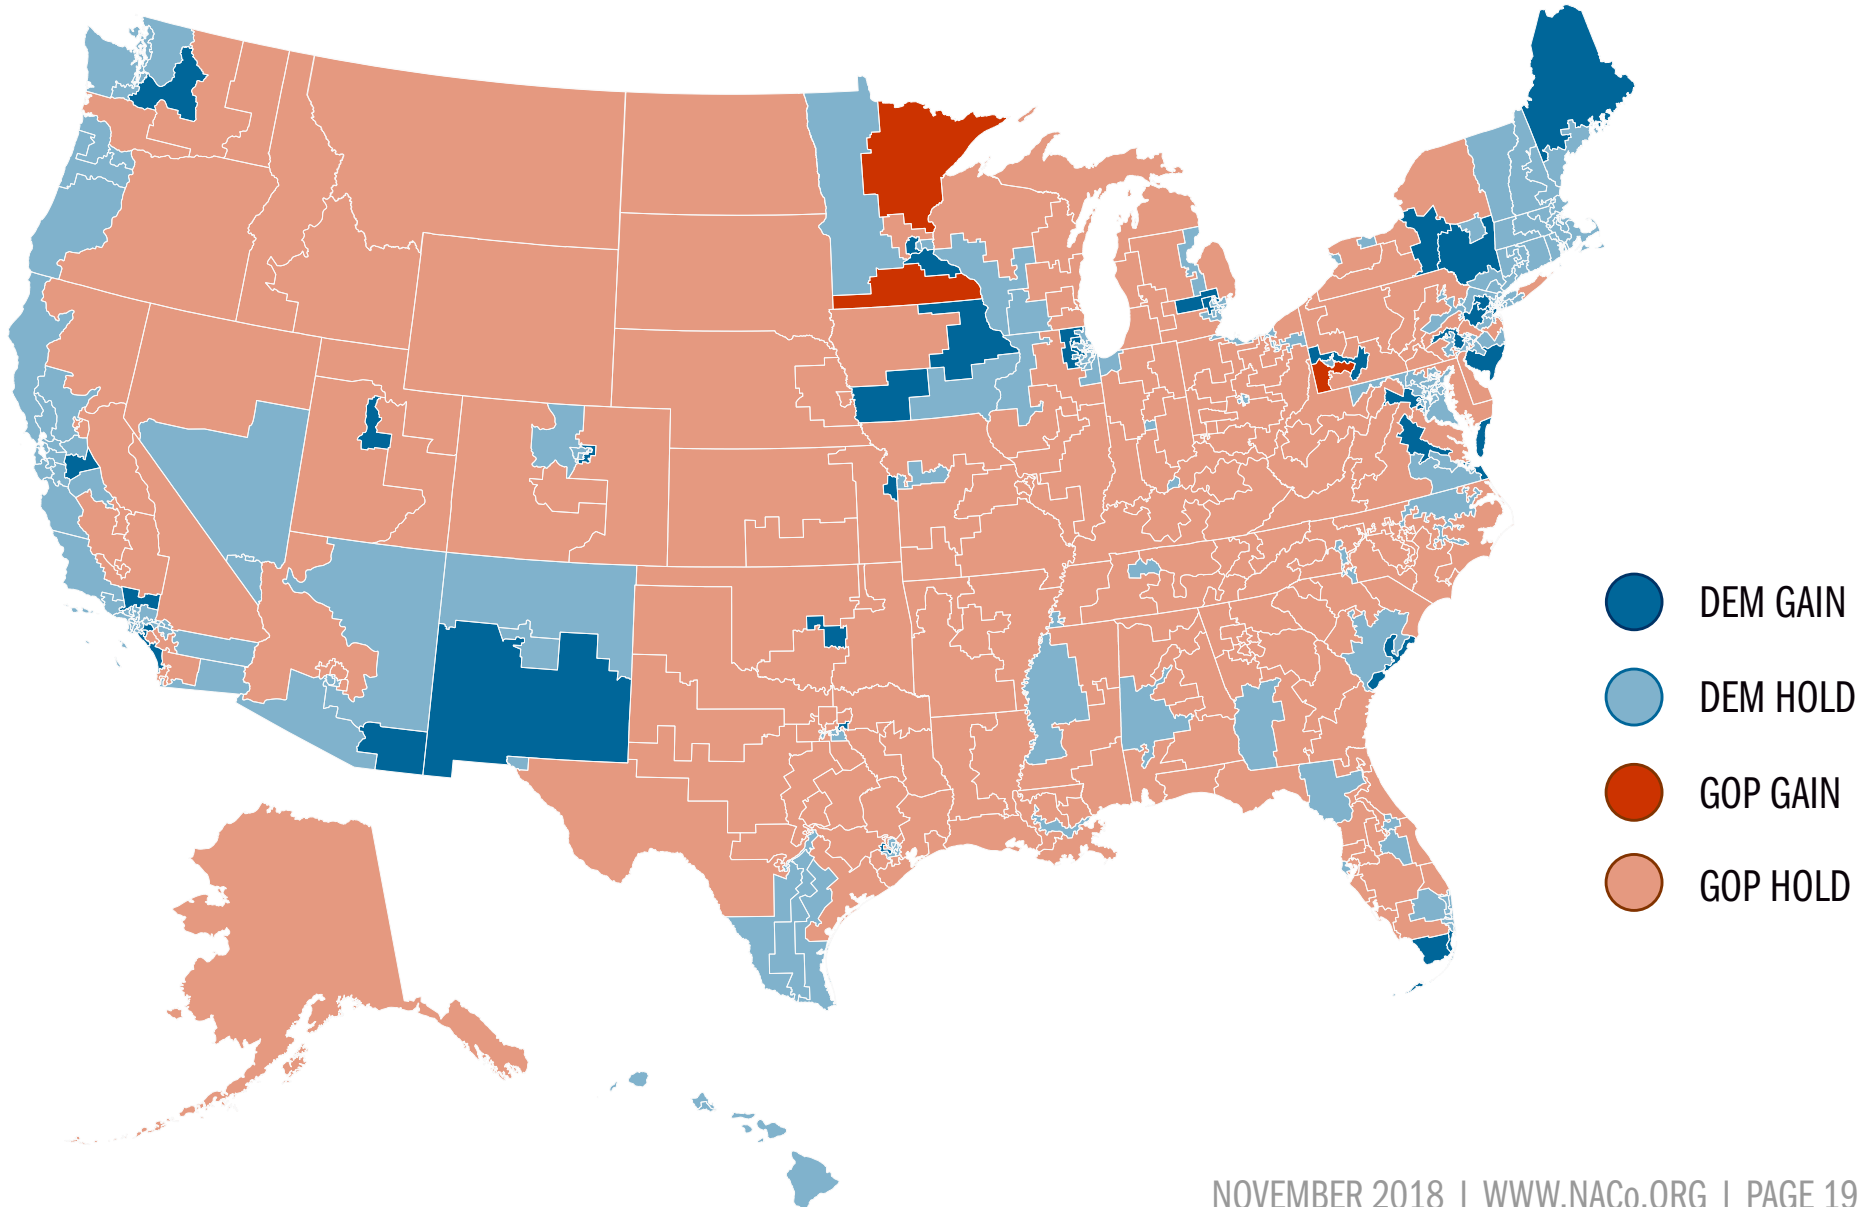 DEM GAIN
DEM HOLD
GOP GAIN
GOP HOLD
NOVEMBER 2018 | WWW.NACo.ORG | PAGE 19